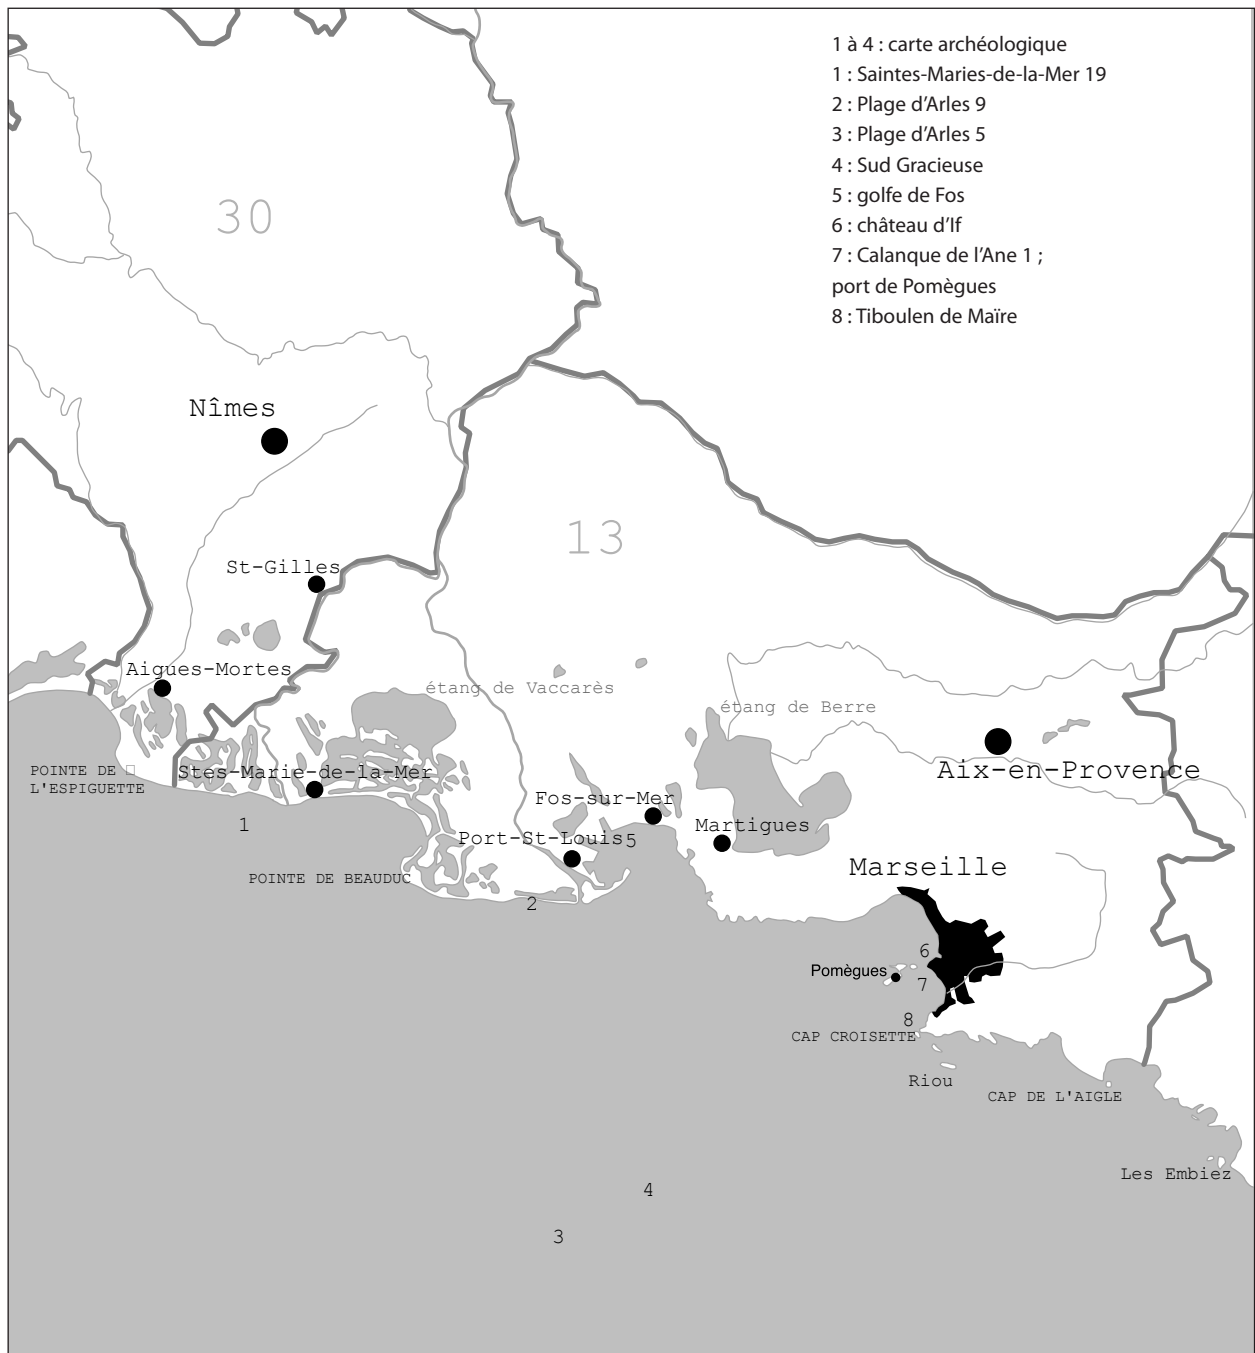 1 à 4 : carte archéologique
1 : Saintes-Maries-de-la-Mer 19
2 : Plage d'Arles 9
3 : Plage d'Arles 5
4 : Sud Gracieuse
5 : golfe de Fos
6 : château d'If
7 : Calanque de l'Ane 1 ;
port de Pomègues
8 : Tiboulen de Maïre
30
Nîmes
13
St-Gilles
Aigues-Mortes
étang de Vaccarès
étang de Berre
POINTE DE
L'ESPIGUETTE
Stes-Marie-de-la-Mer
Aix-en-Provence
Fos-sur-Mer
1
Port-St-Louis
5
Martigues
Marseille
POINTE DE BEAUDUC
2
6
Pomègues
7
8
CAP CROISETTE
Riou
CAP DE L'AIGLE
Les Embiez
4
3